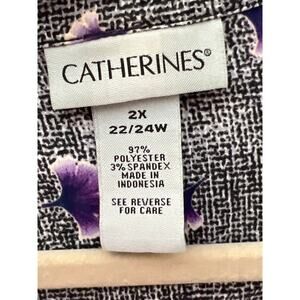 CATHERINES®
2X
22/24W
97%
POLYESTER
3% SPANDEX
MADE IN
INDONESIA
SEE REVERSE
FOR CARE